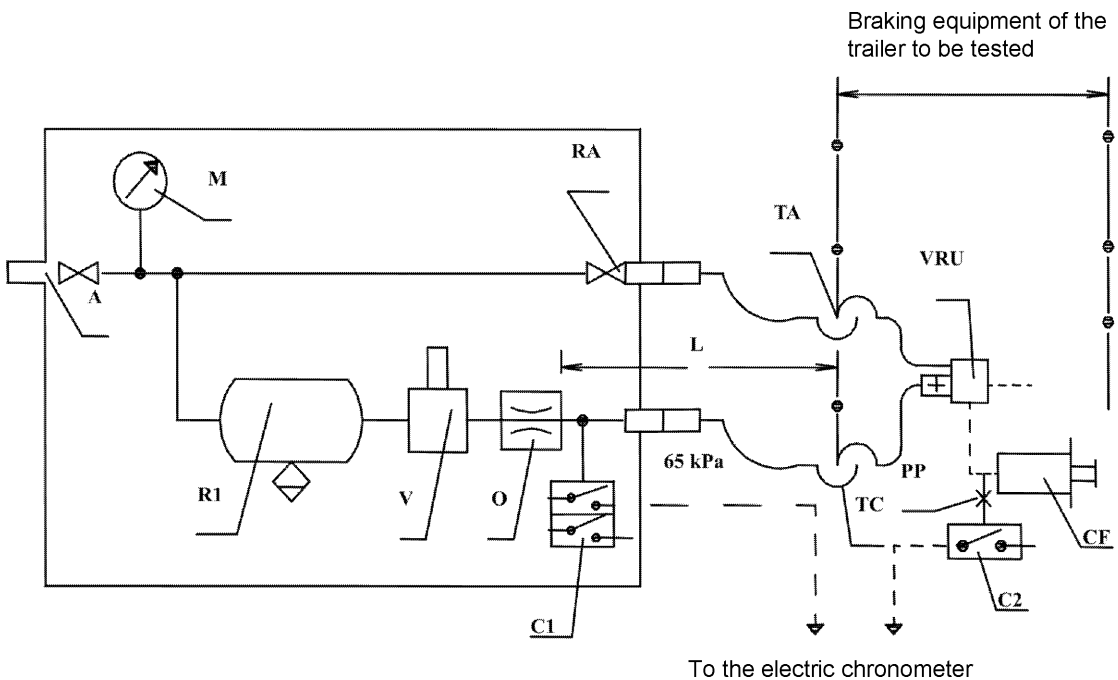 Braking equipment of the
trailer to be tested
M
RA
TA
VRU
A
L
65 kPa
PP
R1
V
O
TC
CF
C2
C1
To the electric chronometer